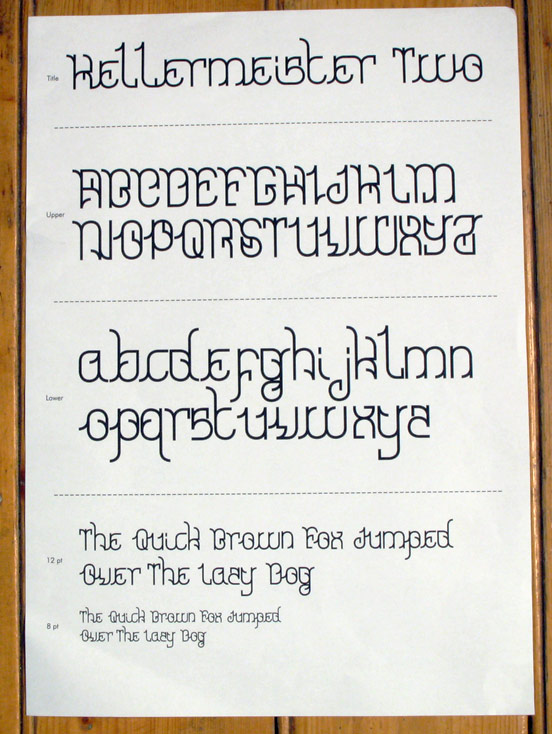 Title
Kellermeister Two
Upper
ABCDEFGHIJKLM
NOPQRSTUVWXYZ
Lower
abcdefghijklmn
opqrstuvwxyz
12 pt
The Quick Brown Fox Jumped
Over The Lazy Dog
8 pt
The Quick Brown Fox Jumped
Over The Lazy Dog